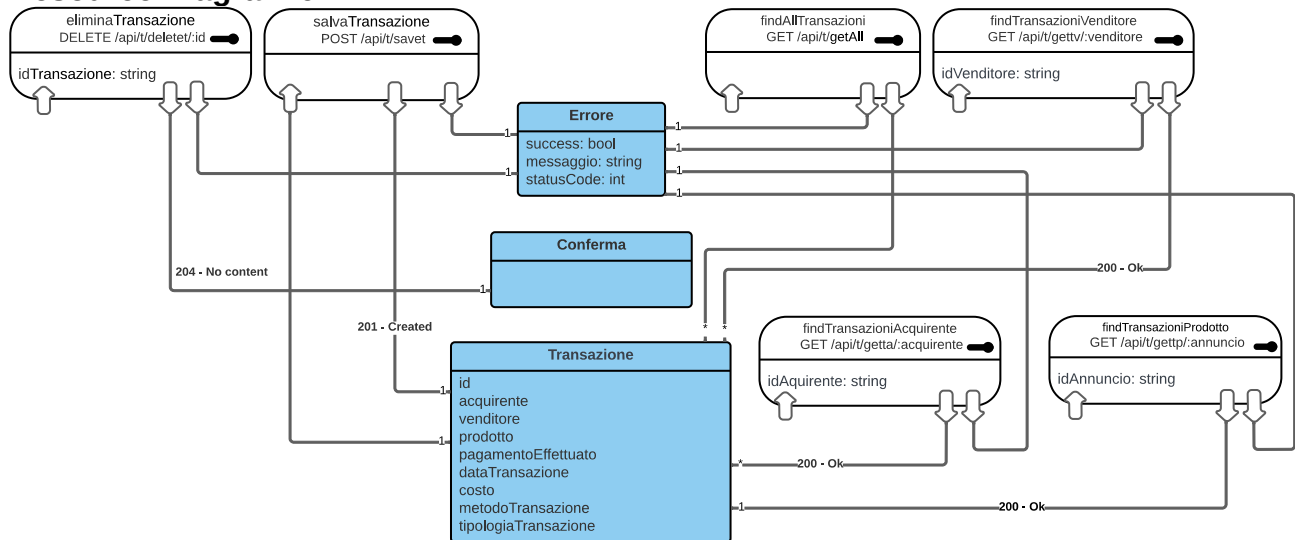 eliminaTransazione
DELETE /api/t/deletet/:id
idTransazione: string
salvaTransazione
POST /api/t/savet
findAllTransazioni
GET /api/t/getAll
findTransazioniVenditore
GET /api/t/gettv/:venditore
idVenditore: string
Errore
success: bool
messaggio: string
statusCode: int
1
1
1
1
1
1
Conferma
204 - No content
1
200 - Ok
201 - Created
*
*
findTransazioniAcquirente
GET /api/t/getta/:acquirente
idAquirente: string
findTransazioniProdotto
GET /api/t/gettp/:annuncio
idAnnuncio: string
Transazione
id
acquirente
venditore
prodotto
pagamentoEffettuato
dataTransazione
costo
metodoTransazione
tipologiaTransazione
1
1
*
200 - Ok
1
200 - Ok